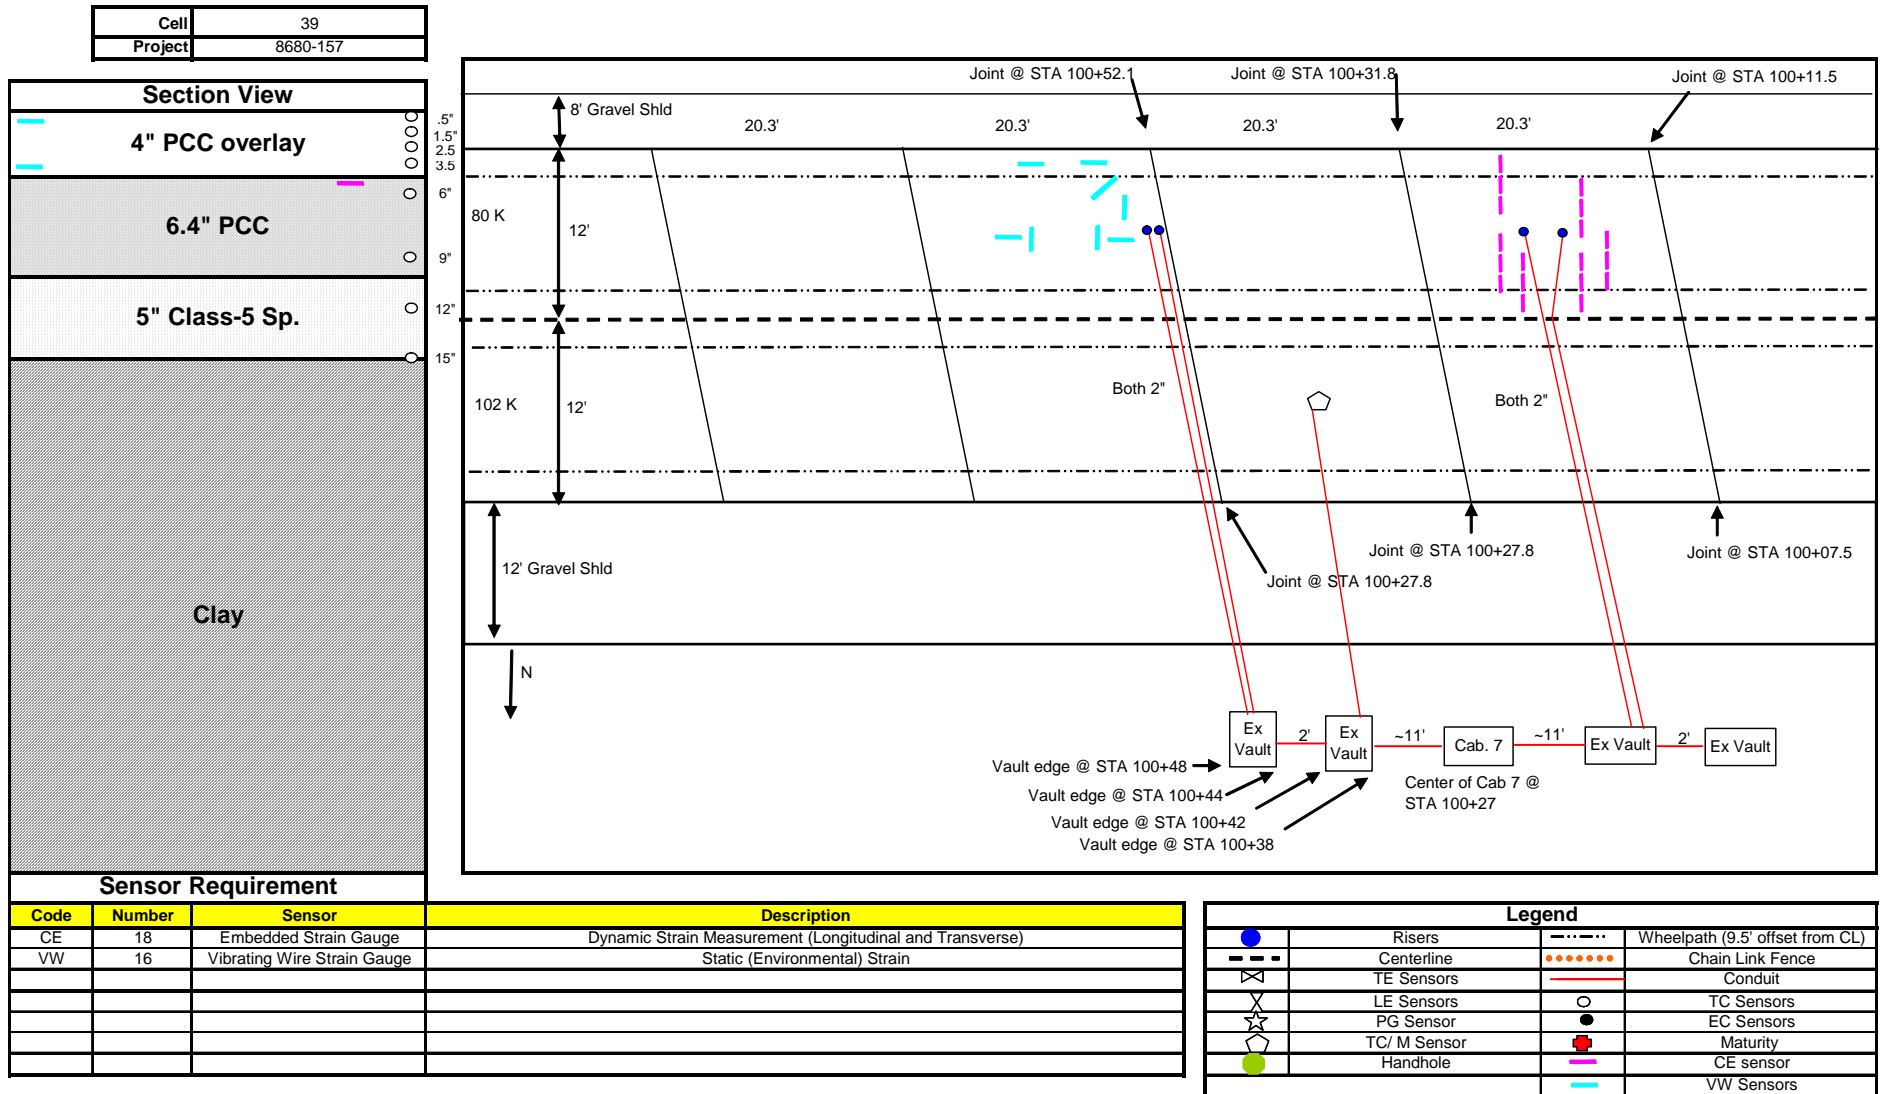 Cell 39
Project 8680-157
Section View
4" PCC overlay
.5"
1.5"
2.5
3.5
6"
6.4" PCC
9"
5" Class-5 Sp.
12"
15"
Clay
Joint @ STA 100+52.1
Joint @ STA 100+31.8
Joint @ STA 100+11.5
8' Gravel Shld
20.3'
20.3'
20.3'
20.3'
80 K
12'
102 K
12'
Both 2"
Both 2"
Joint @ STA 100+27.8
Joint @ STA 100+27.8
Joint @ STA 100+07.5
12' Gravel Shld
N
Ex
Vault
2'
Ex
Vault
~11'
Cab. 7
~11'
Ex Vault
2'
Ex Vault
Vault edge @ STA 100+48
Vault edge @ STA 100+44
Vault edge @ STA 100+42
Vault edge @ STA 100+38
Center of Cab 7 @
STA 100+27
Sensor Requirement
Code Number Sensor Description
CE 18 Embedded Strain Gauge Dynamic Strain Measurement (Longitudinal and Transverse)
VW 16 Vibrating Wire Strain Gauge Static (Environmental) Strain
Legend
Risers Wheelpath (9.5' offset from CL)
Centerline Chain Link Fence
TE Sensors Conduit
LE Sensors TC Sensors
PG Sensor EC Sensors
TC/ M Sensor Maturity
Handhole CE sensor
VW Sensors